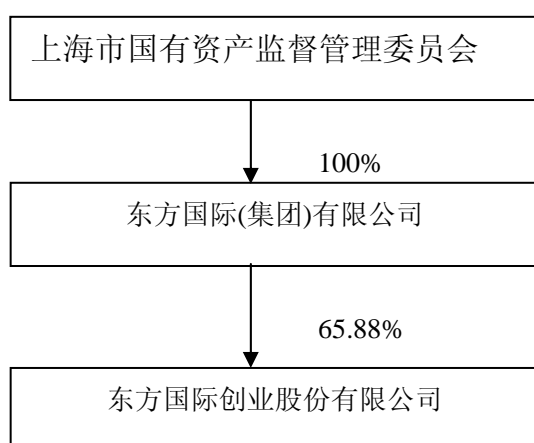 上海市国有资产监督管理委员会
100%
东方国际(集团)有限公司
65.88%
东方国际创业股份有限公司